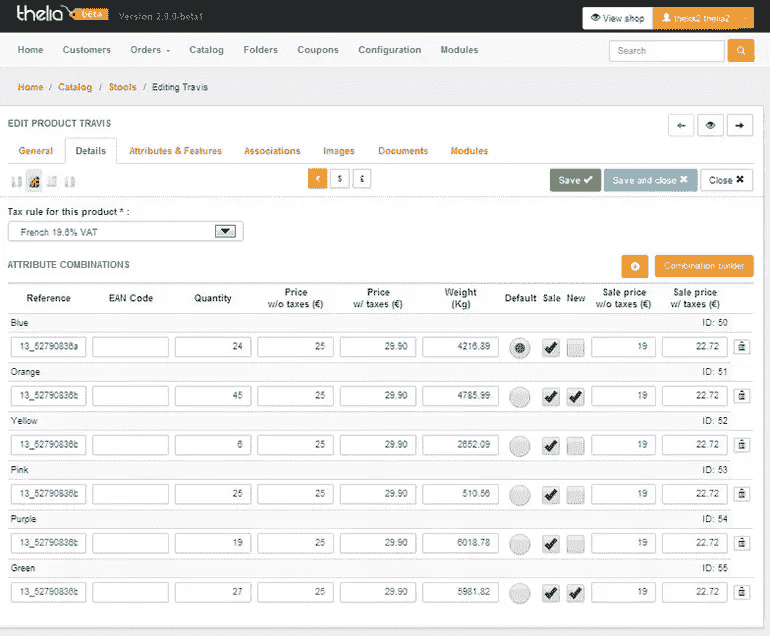 thelia beta Version 2.0.0-beta1 View shop thelia2 thelia2
Home Customers Orders Catalog Folders Coupons Configuration Modules Search
Home / Catalog / Stools / Editing Travis
EDIT PRODUCT TRAVIS
General Details Attributes & Features Associations Images Documents Modules
€ $ £ Save Save and close Close
Tax rule for this product * :
French 19.6% VAT
ATTRIBUTE COMBINATIONS Combination builder
Reference EAN Code Quantity Price w/o taxes (€) Price w/ taxes (€) Weight (Kg) Default Sale New Sale price w/o taxes (€) Sale price w/ taxes (€)
Blue ID: 50
13_52790836a 24 25 29.90 4216.89 19 22.72
Orange ID: 51
13_52790836b 45 25 29.90 4785.99 19 22.72
Yellow ID: 52
13_52790836b 6 25 29.90 2652.09 19 22.72
Pink ID: 53
13_52790836b 25 25 29.90 510.56 19 22.72
Purple ID: 54
13_52790836b 19 25 29.90 6018.78 19 22.72
Green ID: 55
13_52790836b 27 25 29.90 5981.82 19 22.72